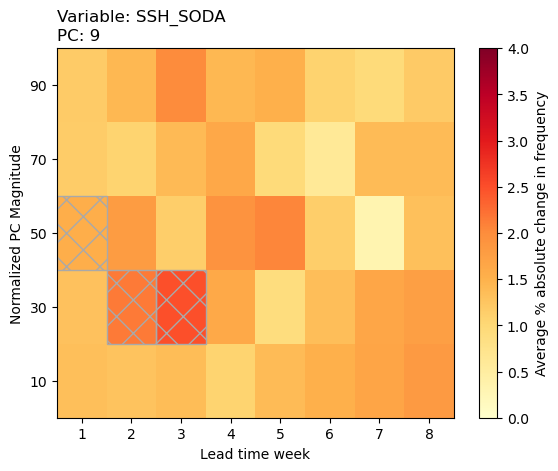 Variable: SSH_SODA
PC: 9
Normalized PC Magnitude
90
70
50
30
10
1 2 3 4 5 6 7 8
Lead time week
4.0
3.5
3.0
2.5
2.0
1.5
1.0
0.5
0.0
Average % absolute change in frequency